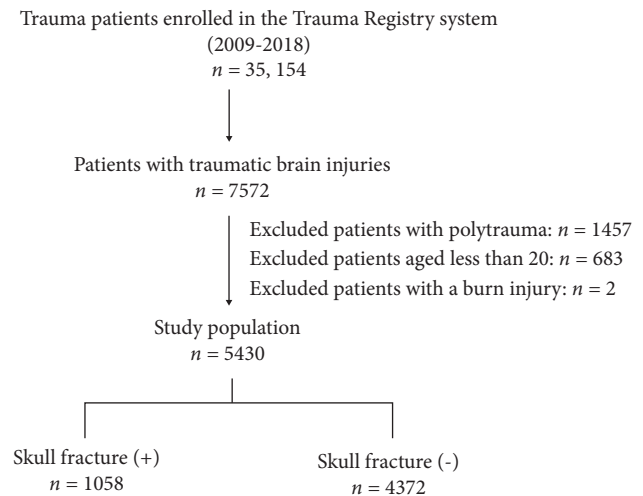 Trauma patients enrolled in the Trauma Registry system
(2009-2018)
n = 35, 154
Patients with traumatic brain injuries
n = 7572
Excluded patients with polytrauma: n = 1457
Excluded patients aged less than 20: n = 683
Excluded patients with a burn injury: n = 2
Study population
n = 5430
Skull fracture (+)
n = 1058
Skull fracture (-)
n = 4372